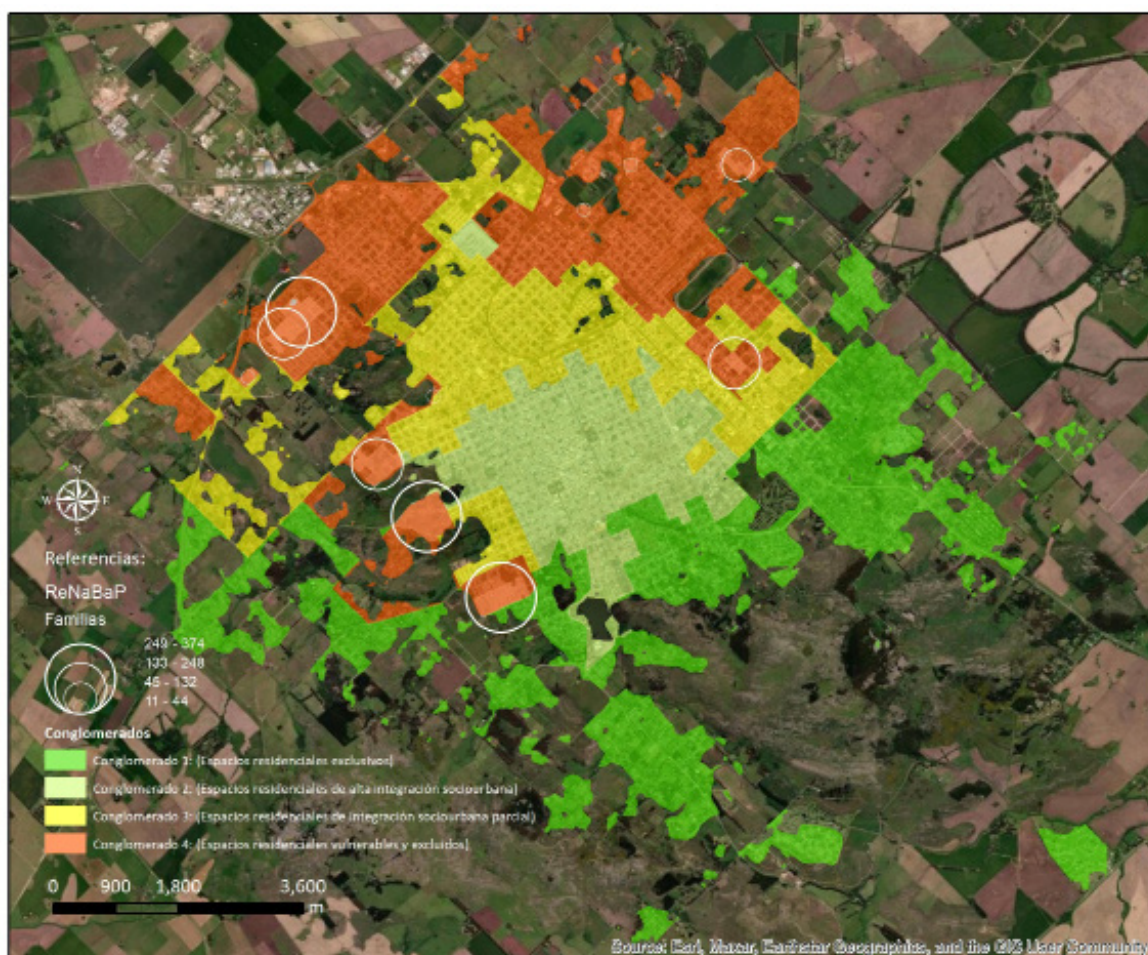 N
W E
S
Referencias:
ReNaBaP
Familias
249 - 374
133 - 248
45 - 132
11 - 44
Conglomerados
Conglomerado 1: (Espacios residenciales exclusivos)
Conglomerado 2: (Espacios residenciales de alta integración sociourbana)
Conglomerado 3: (Espacios residenciales de integración sociourbana parcial)
Conglomerado 4: (Espacios residenciales vulnerables y excluidos)
0 900 1,800 3,600
m
Source: Esri, Maxar, Earthstar Geographics, and the GIS User Community